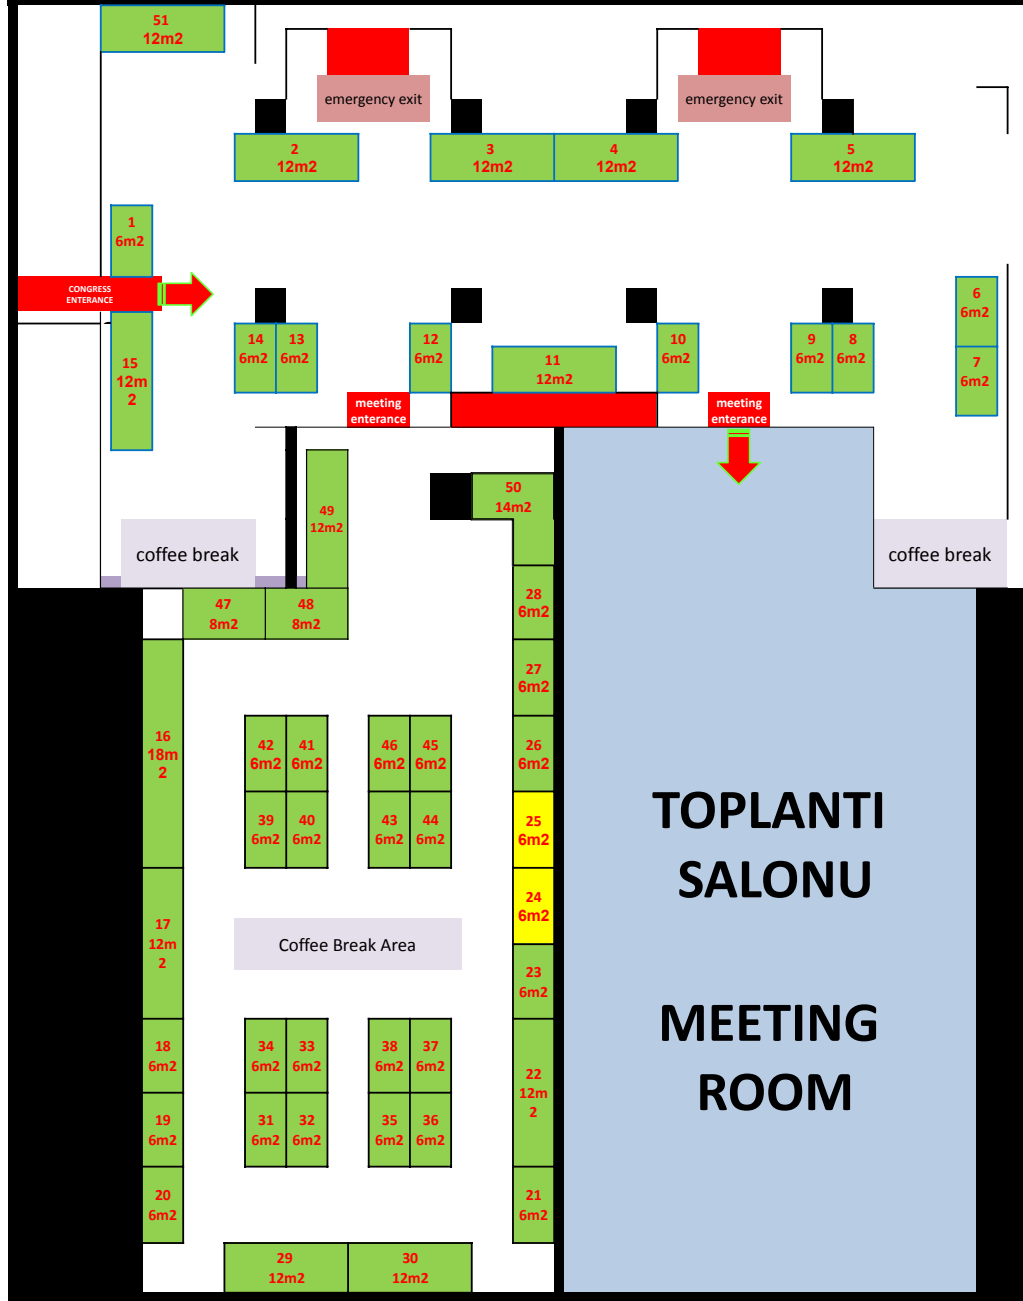 51
12m2
emergency exit
emergency exit
2
12m2
3
12m2
4
12m2
5
12m2
1
6m2
CONGRESS
ENTERANCE
6
6m2
14
6m2
13
6m2
12
6m2
11
12m2
10
6m2
9
6m2
8
6m2
7
6m2
15
12m
2
meeting
entrance
meeting
enterance
50
14m2
49
12m2
coffee break
coffee break
28
6m2
47
8m2
48
8m2
27
6m2
16
18m
2
42
6m2
41
6m2
46
6m2
45
6m2
26
6m2
39
6m2
40
6m2
43
6m2
44
6m2
25
6m2
TOPLANTI
SALONU
24
6m2
17
12m
2
Coffee Break Area
23
6m2
MEETING
ROOM
18
6m2
34
6m2
33
6m2
38
6m2
37
6m2
22
12m
2
19
6m2
31
6m2
32
6m2
35
6m2
36
6m2
20
6m2
21
6m2
29
12m2
30
12m2